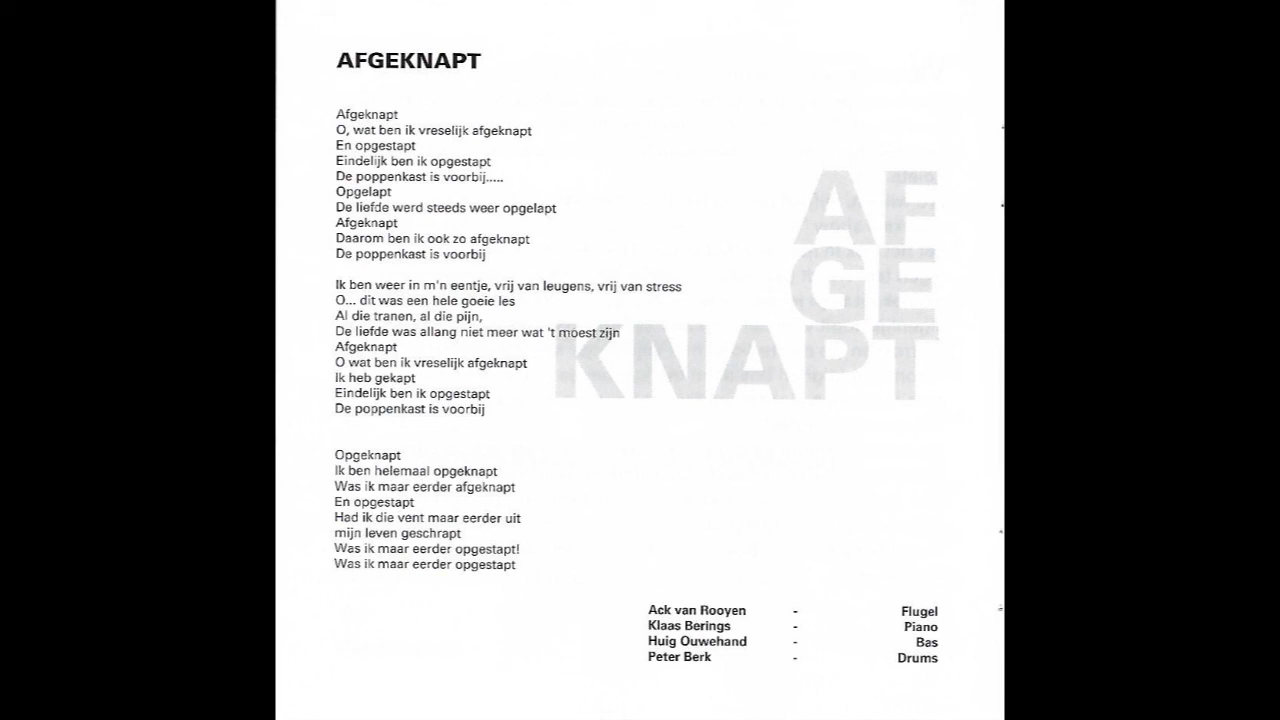 AFGEKNAPT
Afgeknapt
O, wat ben ik vreselijk afgeknapt
En opgestapt
Eindelijk ben ik opgestapt
De poppenkast is voorbij.....
Opgelapt
De liefde werd steeds weer opgelapt
Afgeknapt
Daarom ben ik ook zo afgeknapt
De poppenkast is voorbij
Ik ben weer in m'n eentje, vrij van leugens, vrij van stress
O... dit was een hele goeie les
Al die tranen, al die pijn,
De liefde was allang niet meer wat 't moest zijn
Afgeknapt
O wat ben ik vreselijk afgeknapt
Ik heb gekapt
Eindelijk ben ik opgestapt
De poppenkast is voorbij
Opgeknapt
Ik ben helemaal opgeknapt
Was ik maar eerder afgeknapt
En opgestapt
Had ik die vent maar eerder uit
mijn leven geschrapt
Was ik maar eerder opgestapt!
Was ik maar eerder opgestapt
AF
GE
KNAPT
Ack van Rooyen - Flugel
Klaas Berings - Piano
Huig Ouwehand - Bas
Peter Berk - Drums